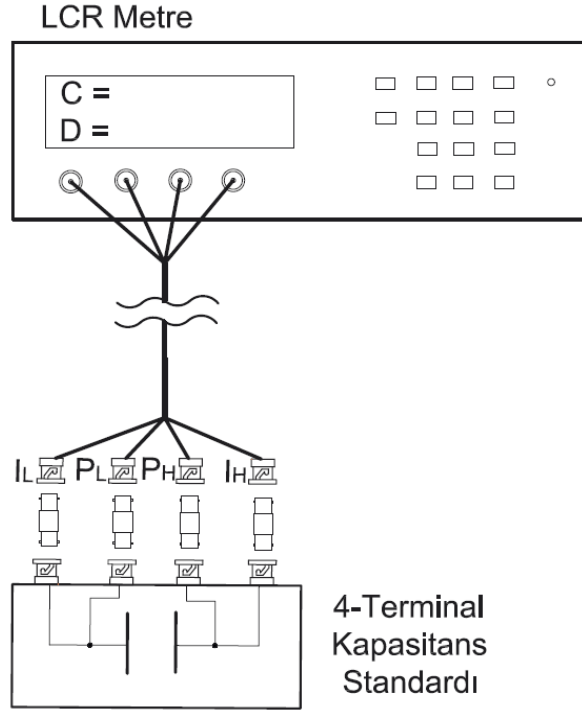 LCR Metre
C =
D =
IL PL PH IH
4-Terminal
Kapasitans
Standardı